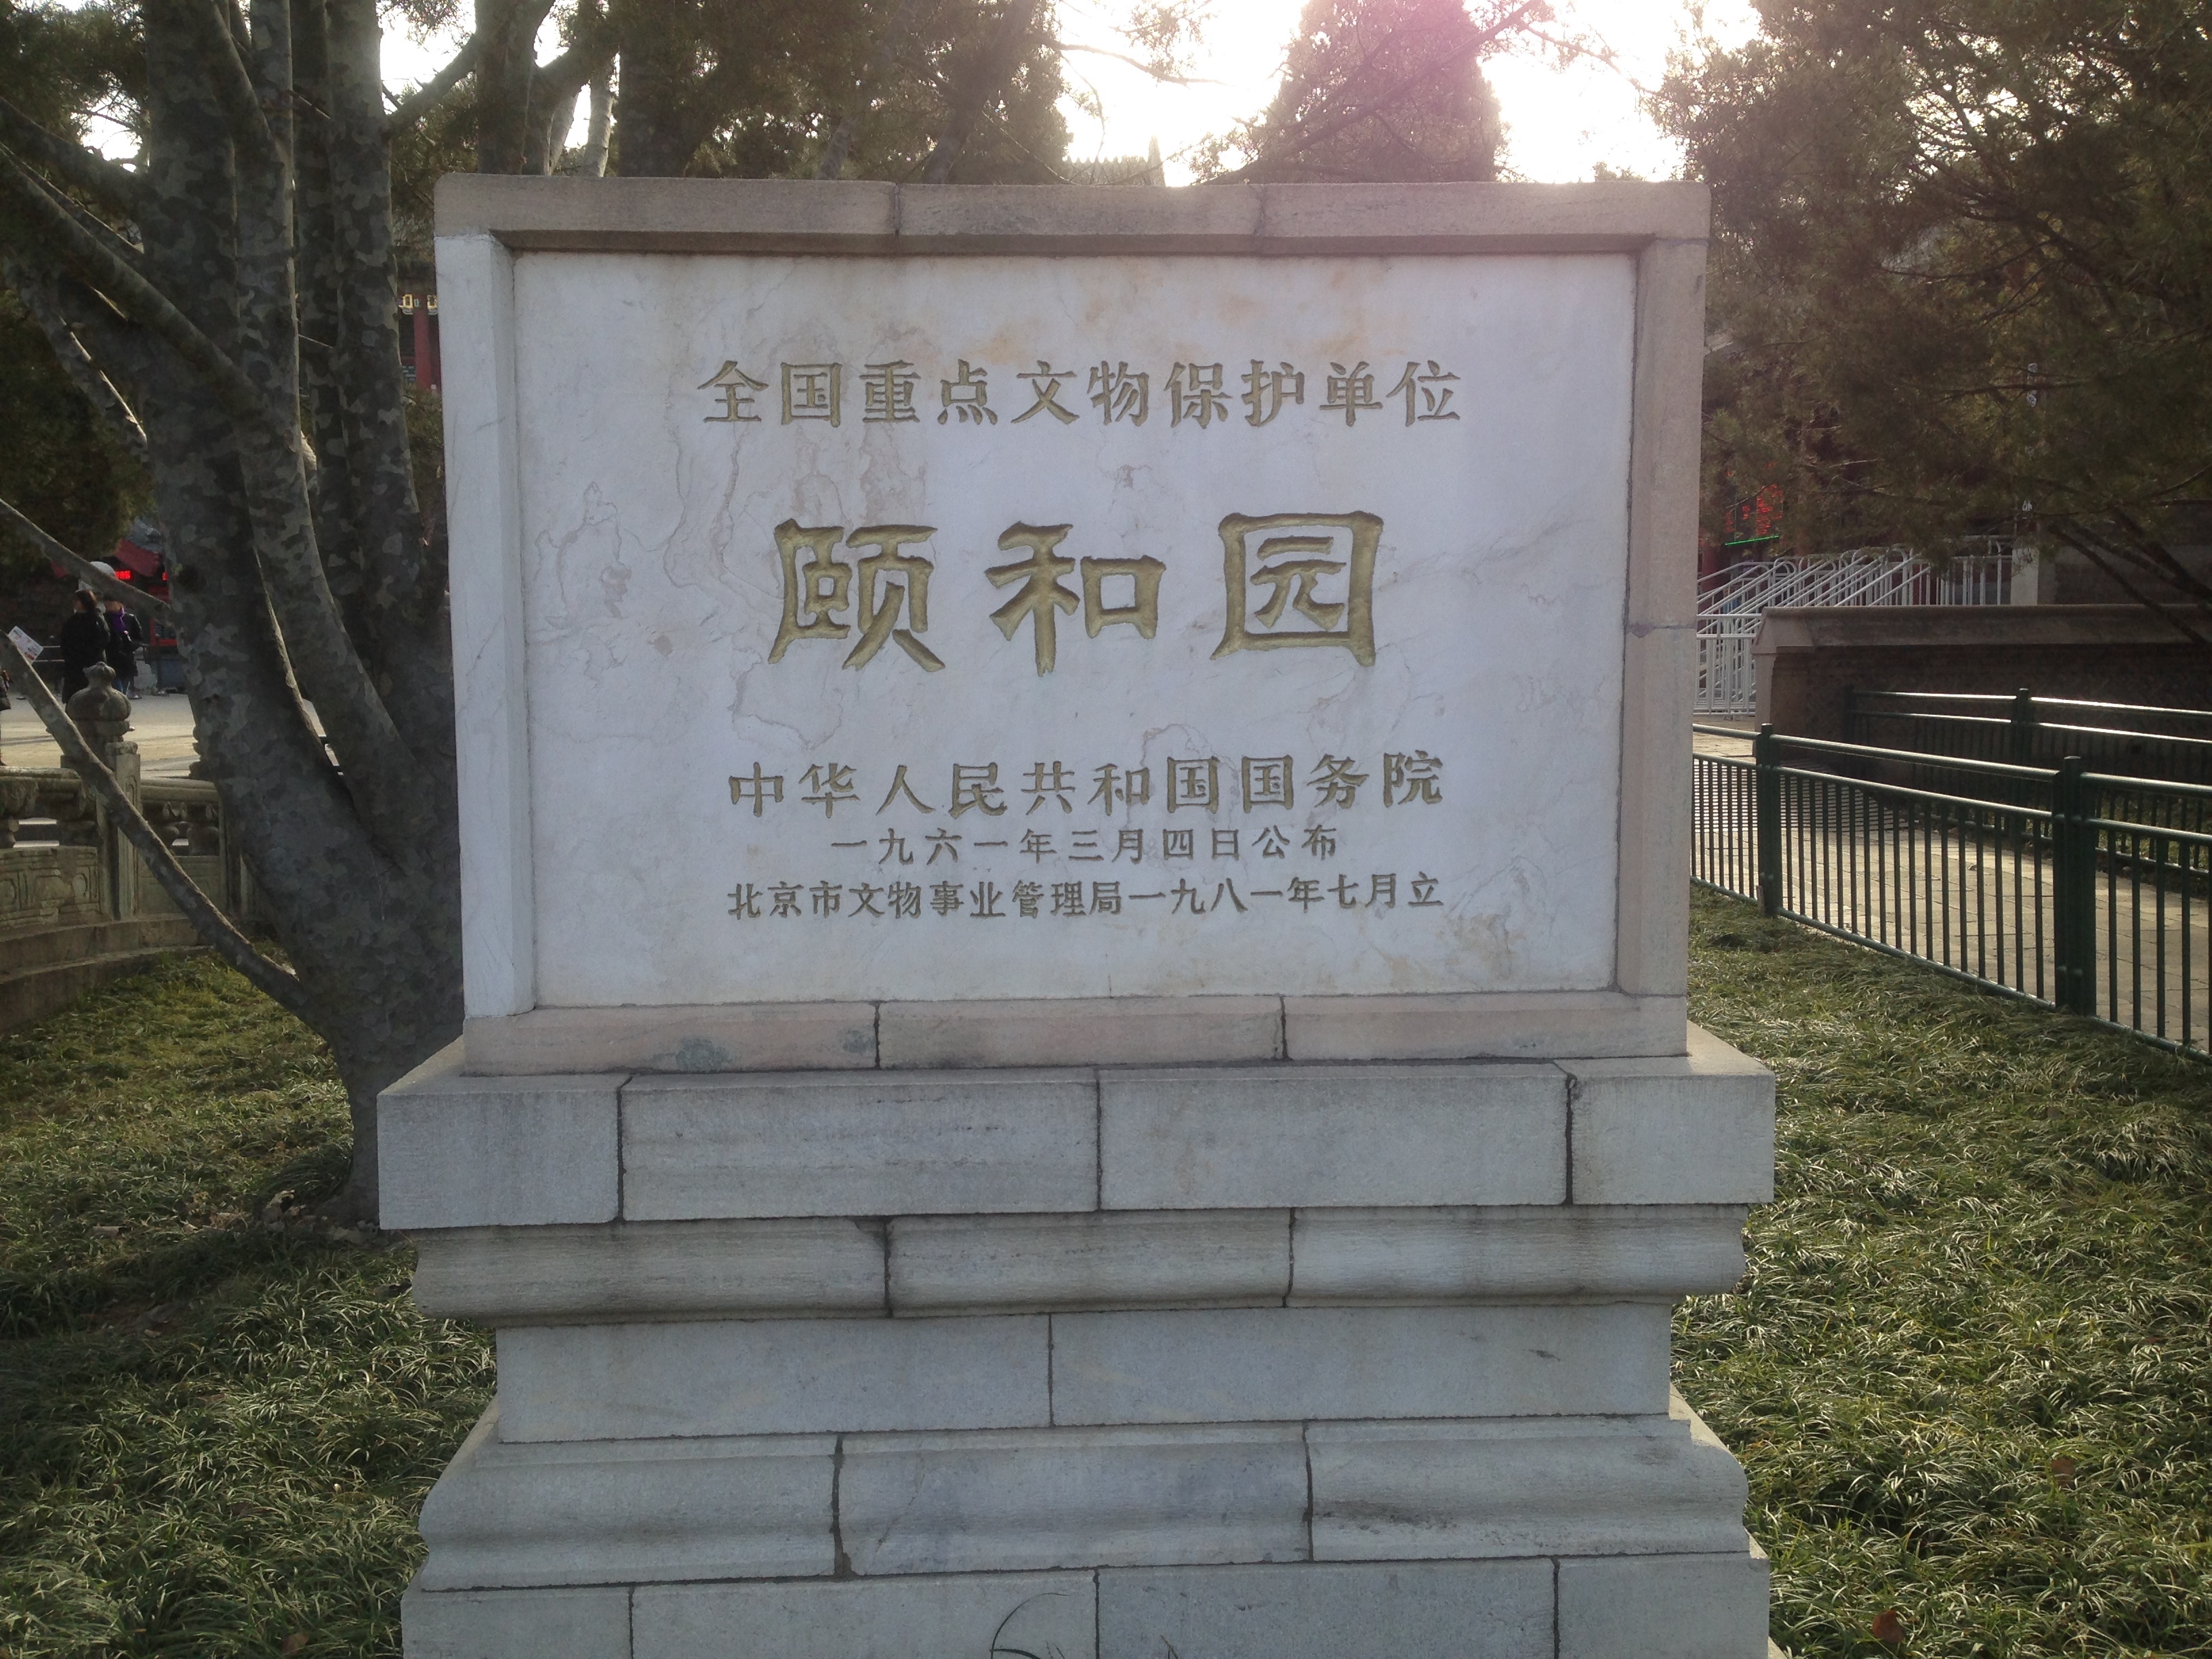 全国重点文物保护单位
颐和园
中华人民共和国国务院
一九六一年三月四日公布
北京市文物事业管理局一九八一年七月立